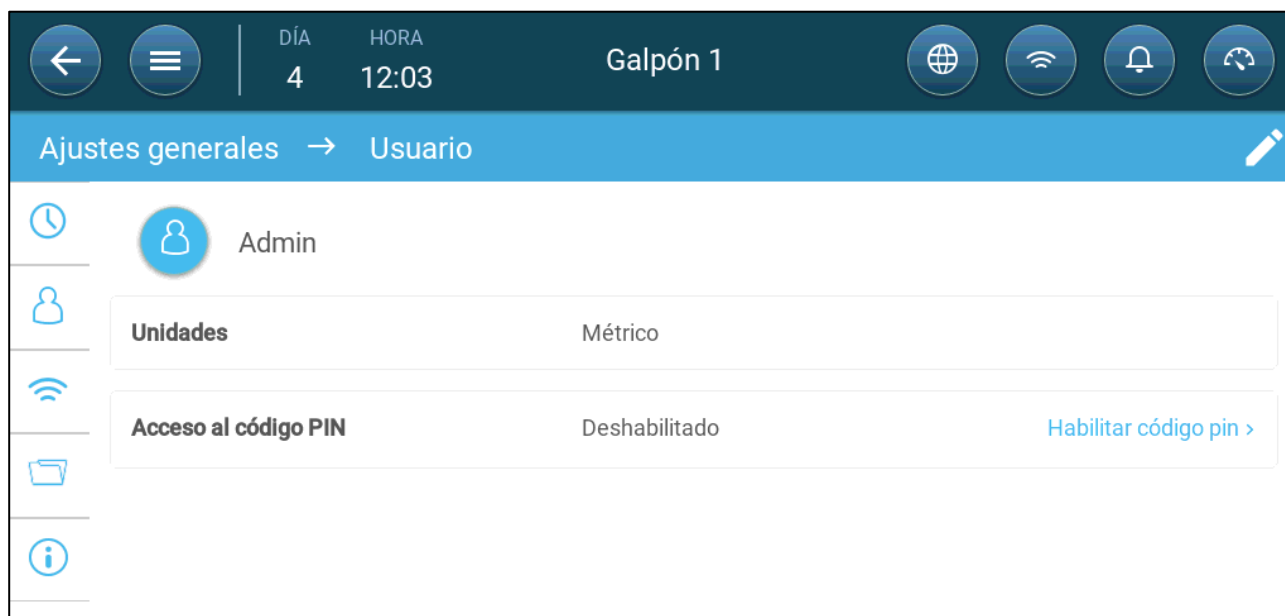 DÍA HORA
4 12:03 Galpón 1
Ajustes generales → Usuario
Admin
Unidades Métrico
Acceso al código PIN Deshabilitado Habilitar código pin >